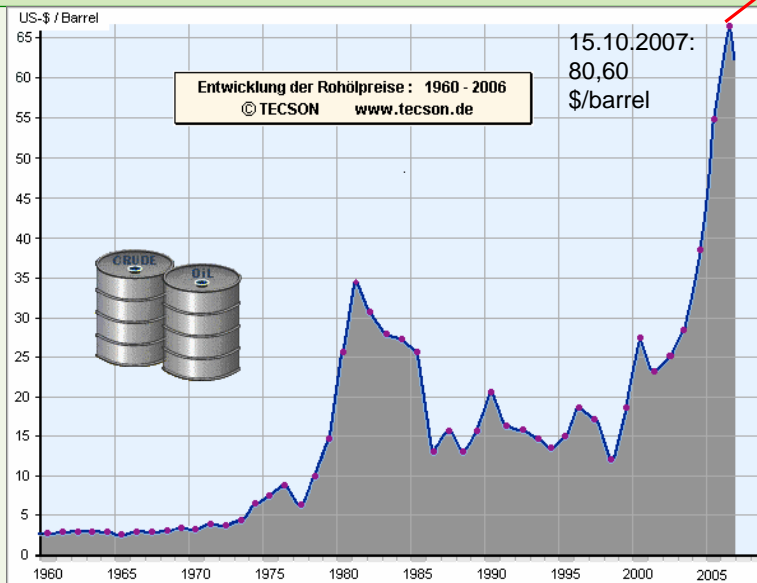 US-$ / Barrel
65
60
55
50
45
40
35
30
25
20
15
10
5
0
15.10.2007:
80,60
$/barrel
Entwicklung der Rohölpreise : 1960 - 2006
© TECSON www.tecson.de
CRUDE
OiL
1960 1965 1970 1975 1980 1985 1990 1995 2000 2005